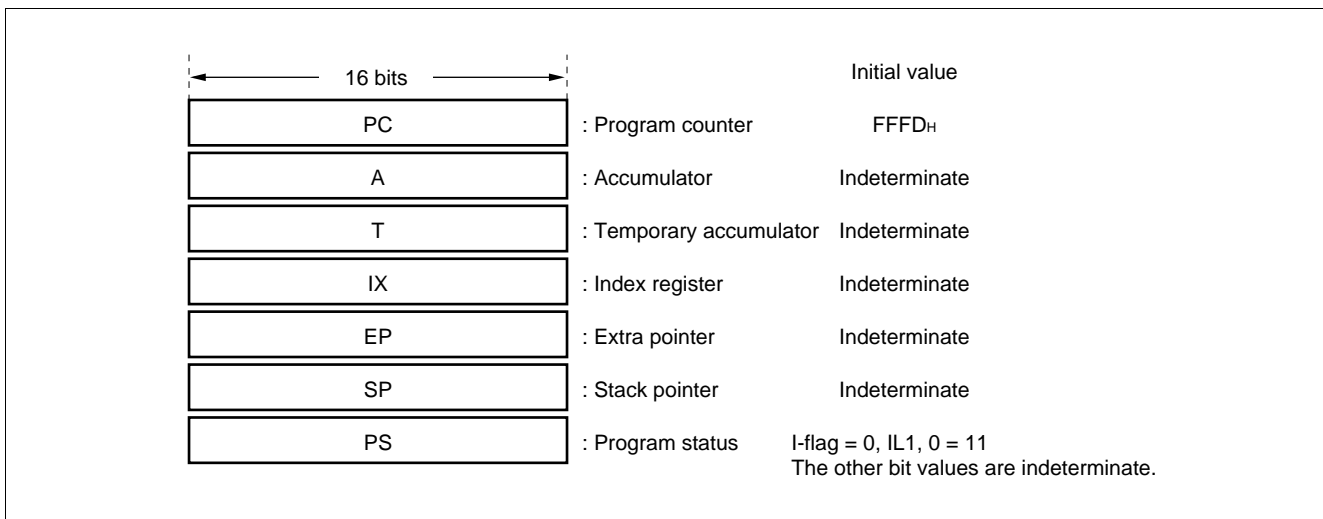 16 bits Initial value
PC : Program counter FFFDH
A : Accumulator Indeterminate
T : Temporary accumulator Indeterminate
IX : Index register Indeterminate
EP : Extra pointer Indeterminate
SP : Stack pointer Indeterminate
PS : Program status I-flag = 0, IL1, 0 = 11
The other bit values are indeterminate.